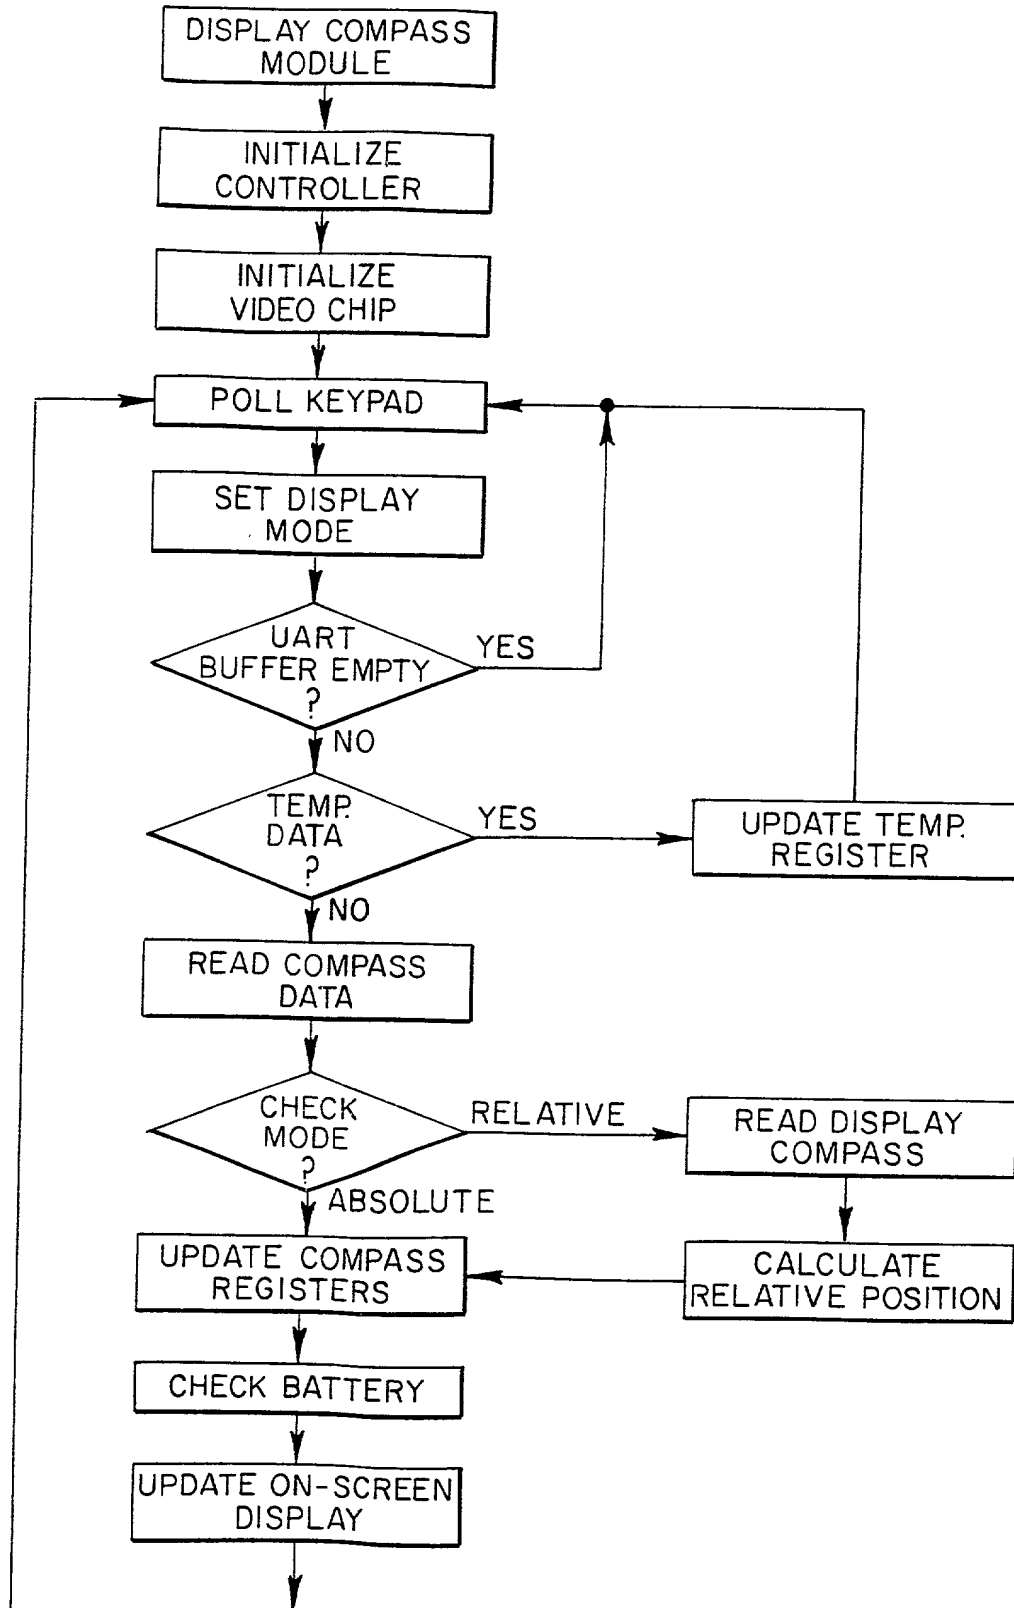 DISPLAY COMPASS
MODULE
INITIALIZE
CONTROLLER
INITIALIZE
VIDEO CHIP
POLL KEYPAD
SET DISPLAY
MODE
UART
BUFFER EMPTY
?
YES
NO
TEMP.
DATA
?
YES
UPDATE TEMP.
REGISTER
NO
READ COMPASS
DATA
CHECK
MODE
?
RELATIVE
READ DISPLAY
COMPASS
ABSOLUTE
UPDATE COMPASS
REGISTERS
CALCULATE
RELATIVE POSITION
CHECK BATTERY
UPDATE ON-SCREEN
DISPLAY